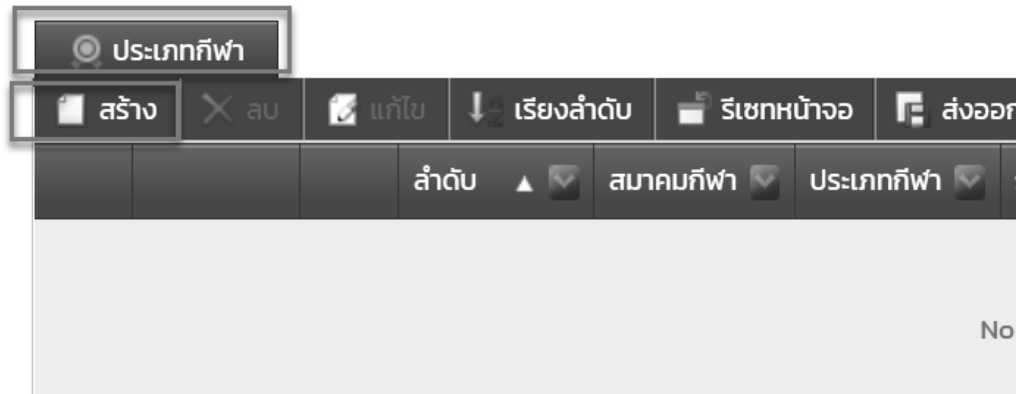 ประเภทกีฬา
สร้าง ลบ แก้ไข เรียงลำดับ รีเซทหน้าจอ ส่งออก
ลำดับ ▲ สมาคมกีฬา ประเภทกีฬา
No